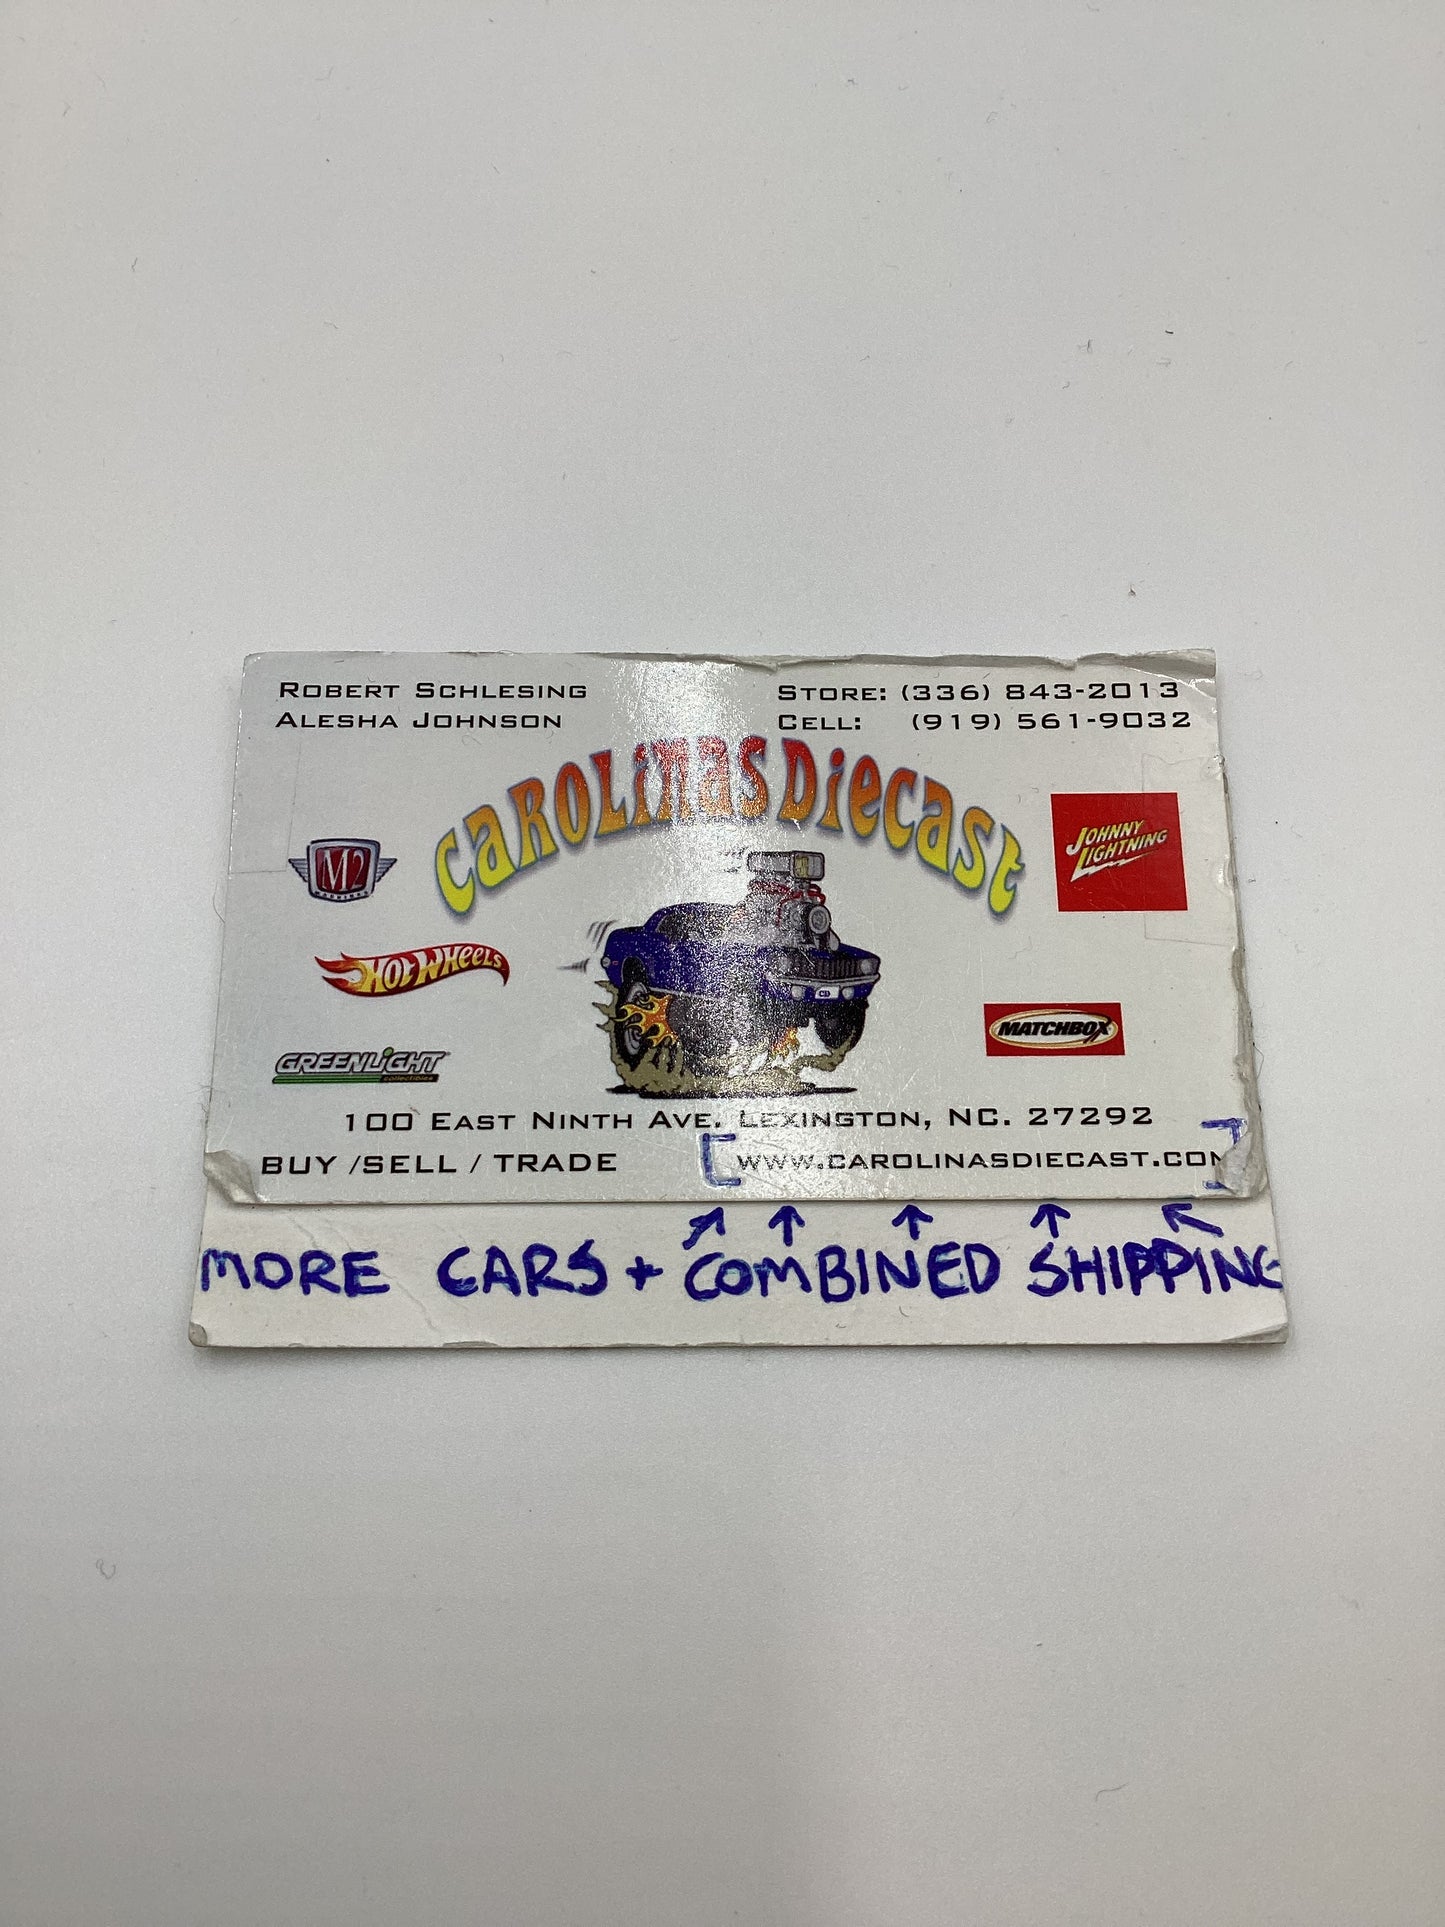 ROBERT SCHLESING
ALESHA JOHNSON
STORE: (336) 843-2013
CELL: (919) 561-9032
CAROLINAS DIECAST
M2
MACHINES
JOHNNY LIGHTNING
HOT WHEELS
MATCHBOX
GREENLIGHT
collectibles
100 EAST NINTH AVE. LEXINGTON, NC. 27292
BUY /SELL / TRADE
[WWW.CAROLINASDIECAST.COM]
MORE CARS + COMBINED SHIPPING